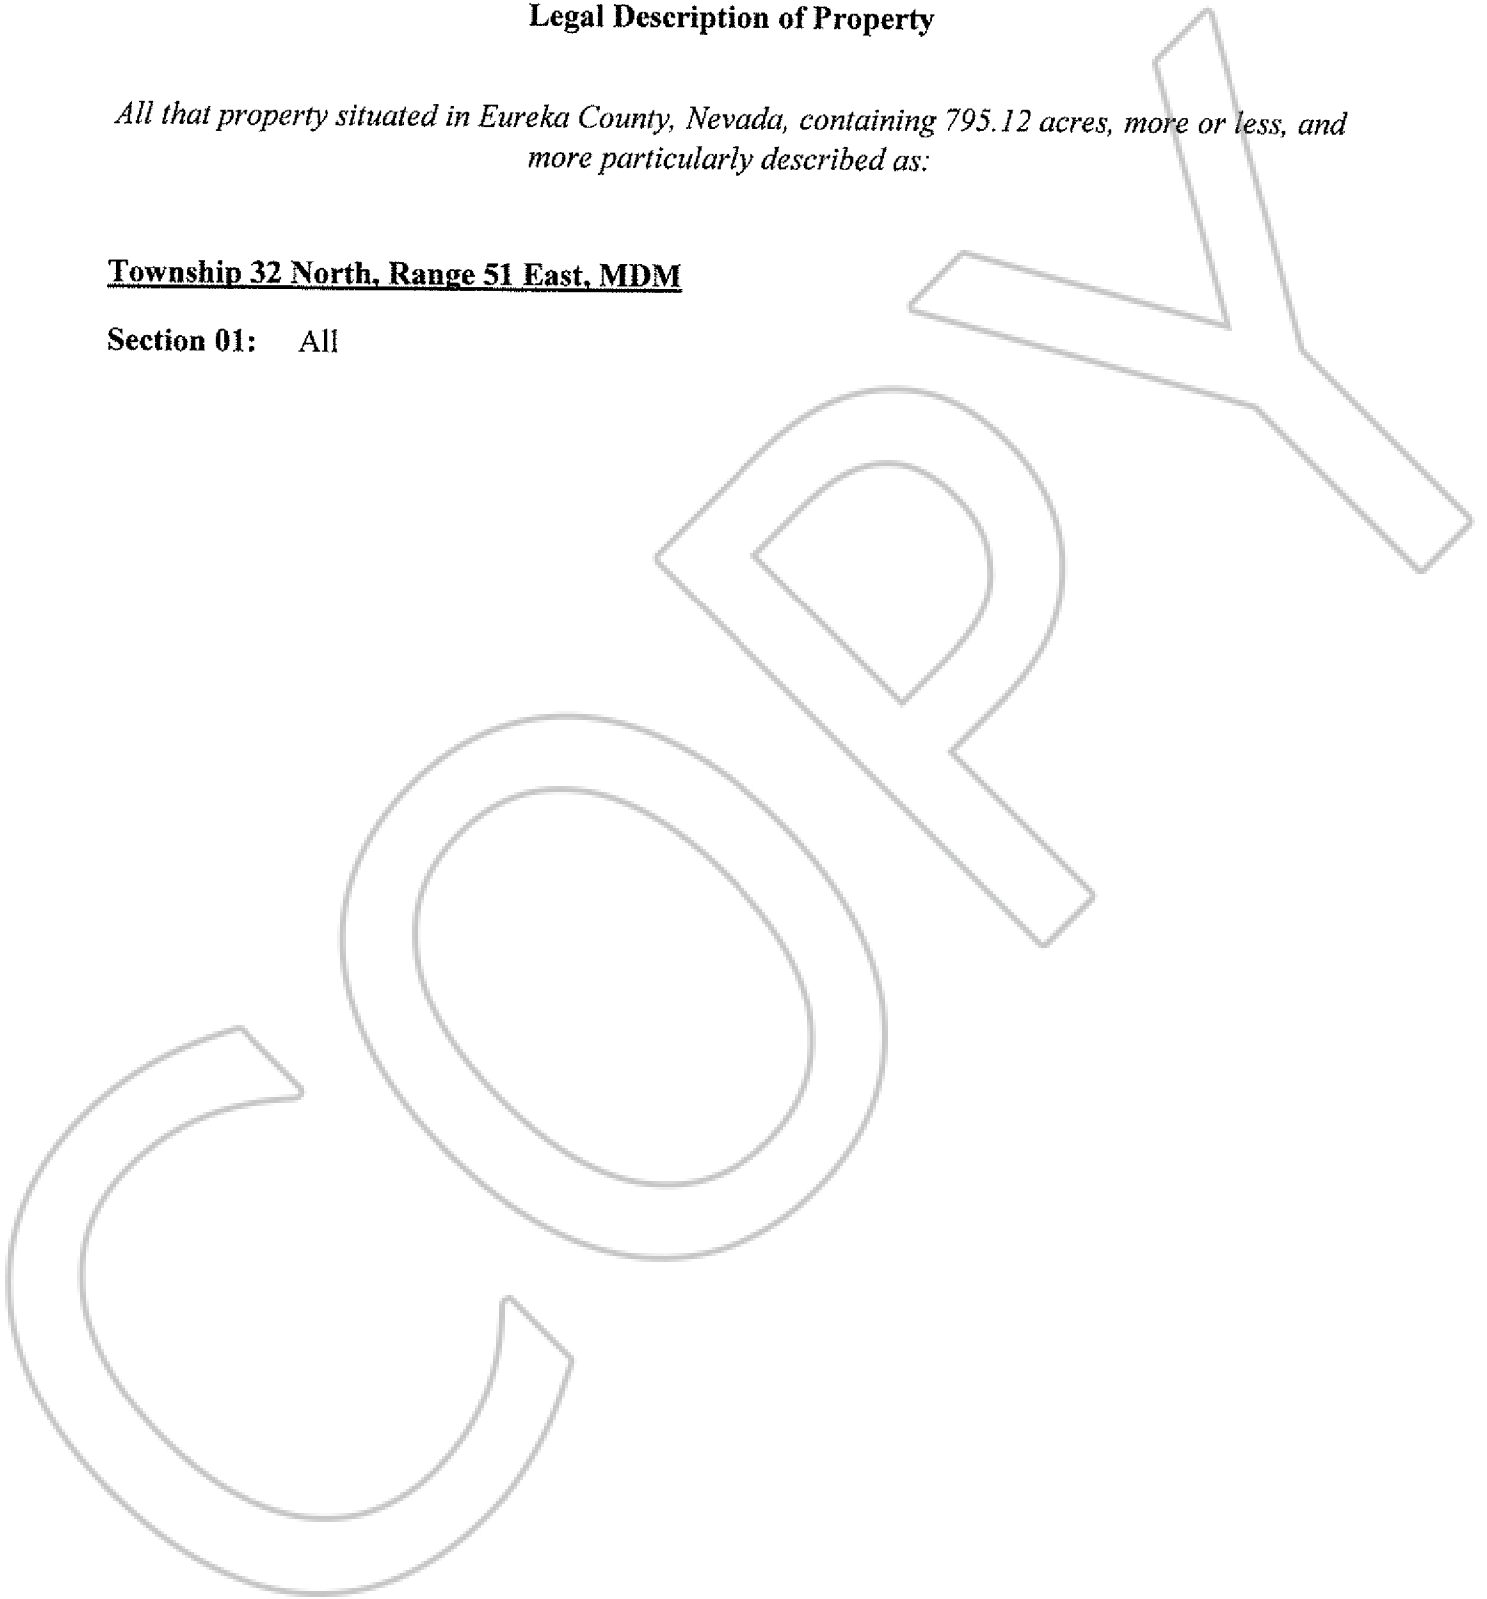 Legal Description of Property
All that property situated in Eureka County, Nevada, containing 795.12 acres, more or less, and
more particularly described as:
Township 32 North, Range 51 East, MDM
Section 01: All
COPY